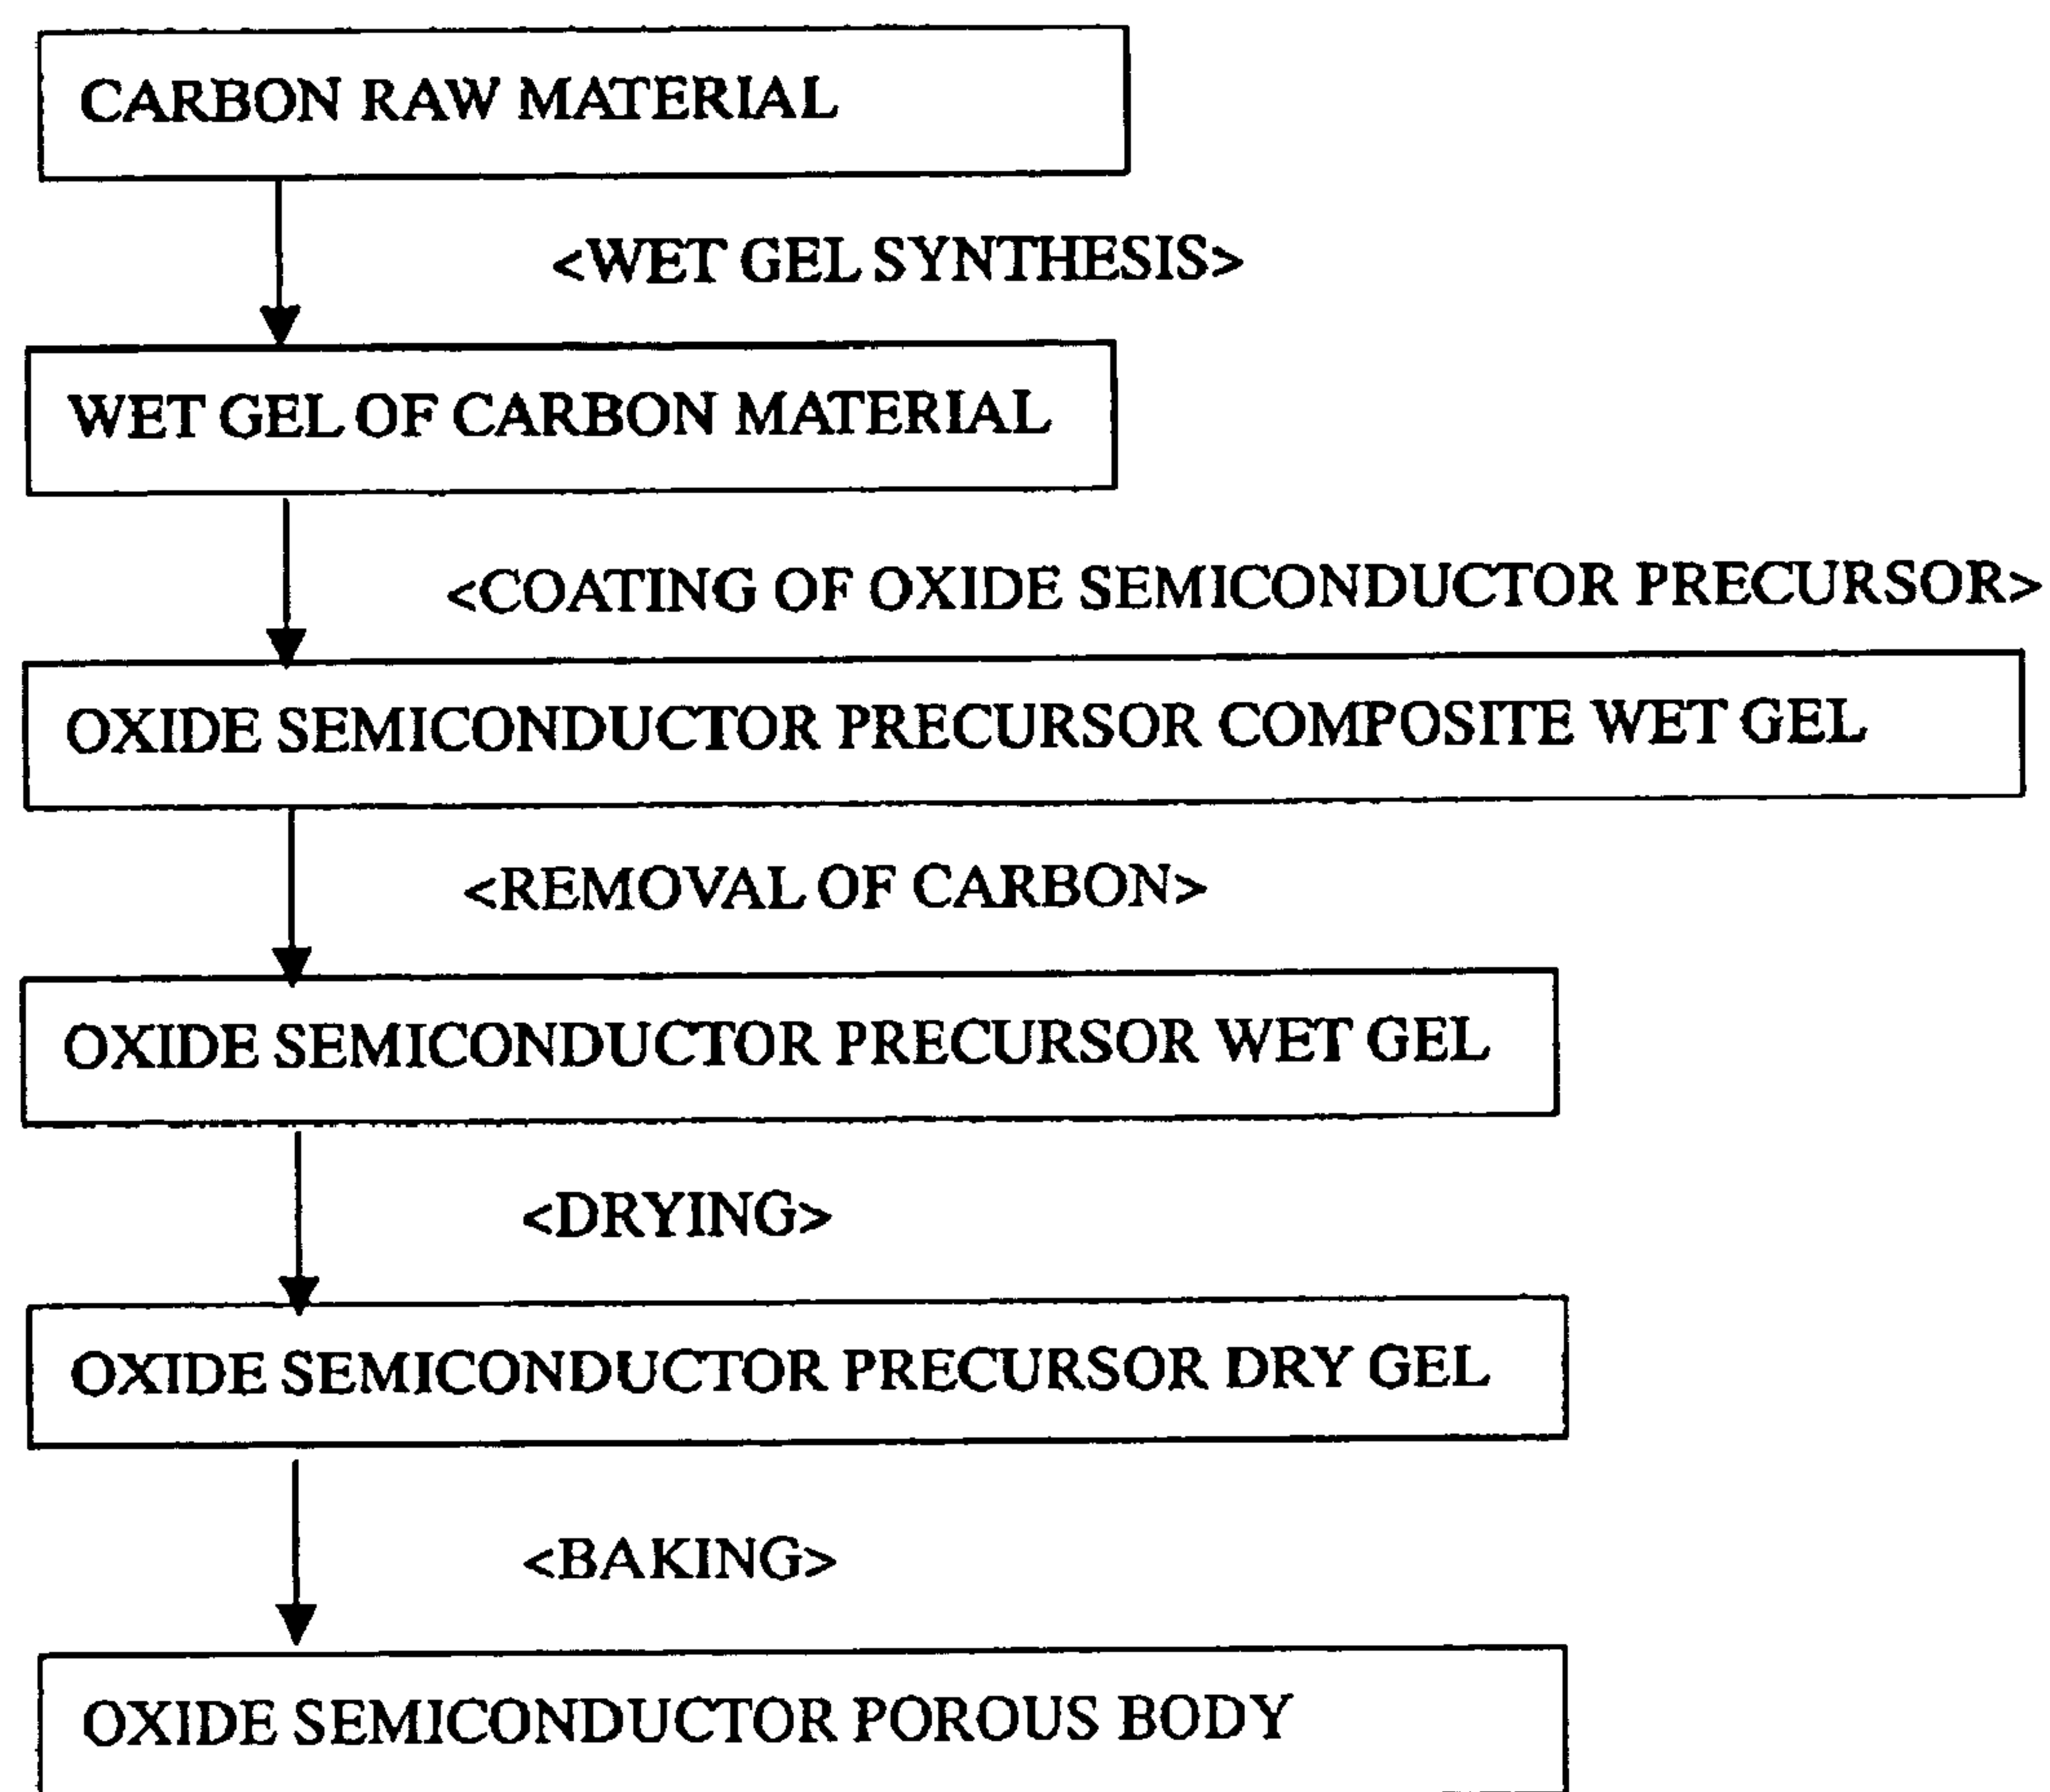 CARBON RAW MATERIAL
<WET GEL SYNTHESIS>
WET GEL OF CARBON MATERIAL
<COATING OF OXIDE SEMICONDUCTOR PRECURSOR>
OXIDE SEMICONDUCTOR PRECURSOR COMPOSITE WET GEL
<REMOVAL OF CARBON>
OXIDE SEMICONDUCTOR PRECURSOR WET GEL
<DRYING>
OXIDE SEMICONDUCTOR PRECURSOR DRY GEL
<BAKING>
OXIDE SEMICONDUCTOR POROUS BODY